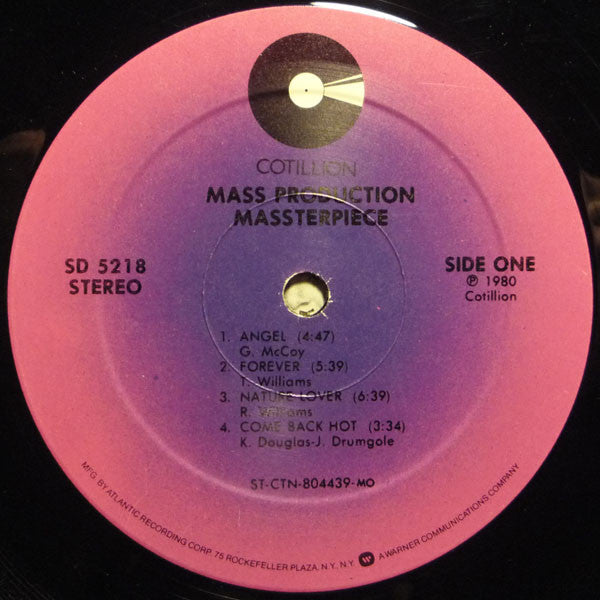 COTILLION
MASS PRODUCTION
MASSTERPIECE
SD 5218
STEREO
SIDE ONE
℗ 1980
Cotillion
1. ANGEL (4:47)
G. McCoy
2. FOREVER (5:39)
T. Williams
3. NATURE LOVER (6:39)
R. Williams
4. COME BACK HOT (3:34)
K. Douglas-J. Drumgole
ST-CTN-804439-MO
MFG. BY ATLANTIC RECORDING CORP. 75 ROCKEFELLER PLAZA, N.Y., N.Y. W A WARNER COMMUNICATIONS COMPANY